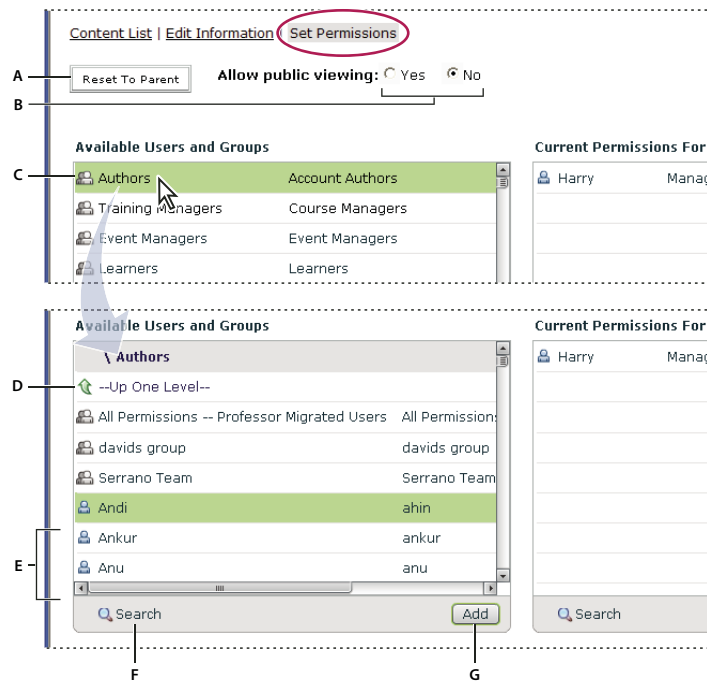 Content List | Edit Information | Set Permissions
A Reset To Parent Allow public viewing: Yes No
B
Available Users and Groups Current Permissions For
C Authors Account Authors Harry
Training Managers Course Managers
Event Managers Event Managers
Learners Learners
Available Users and Groups Current Permissions For
\ Authors Harry
D --Up One Level--
All Permissions -- Professor Migrated Users All Permissions
davids group davids group
Serrano Team Serrano Team
Andi ahin
Ankur ankur
E
Anu anu
Search Add Search
F G